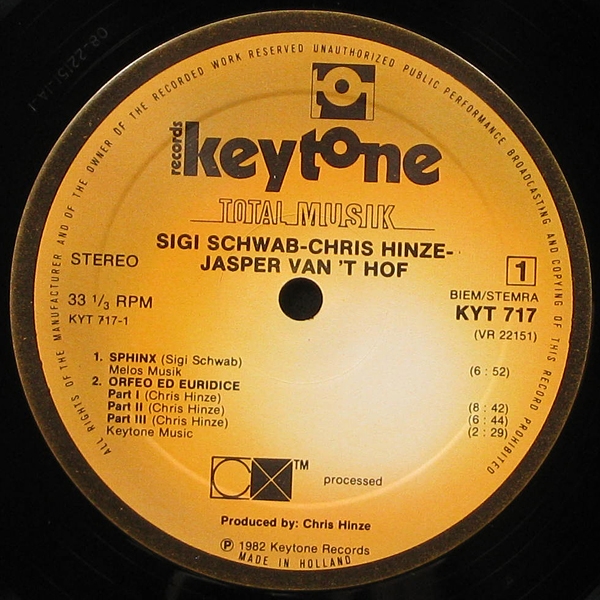 ALL RIGHTS OF THE MANUFACTURER AND OF THE OWNER OF THE RECORDED WORK RESERVED UNAUTHORIZED PUBLIC PERFORMANCE BROADCASTING AND COPYING OF THIS RECORD PROHIBITED
records
keytone
TOTAL MUSIK
SIGI SCHWAB-CHRIS HINZE-
JASPER VAN 'T HOF
STEREO
1
33 1/3 RPM
BIEM/STEMRA
KYT 717-1
KYT 717
(VR 22151)
1. SPHINX (Sigi Schwab)
Melos Musik (6 : 52)
2. ORFEO ED EURIDICE
Part I (Chris Hinze) (8 : 42)
Part II (Chris Hinze) (6 : 44)
Part III (Chris Hinze) (2 : 29)
Keytone Music
CX™ processed
Produced by: Chris Hinze
℗ 1982 Keytone Records
MADE IN HOLLAND